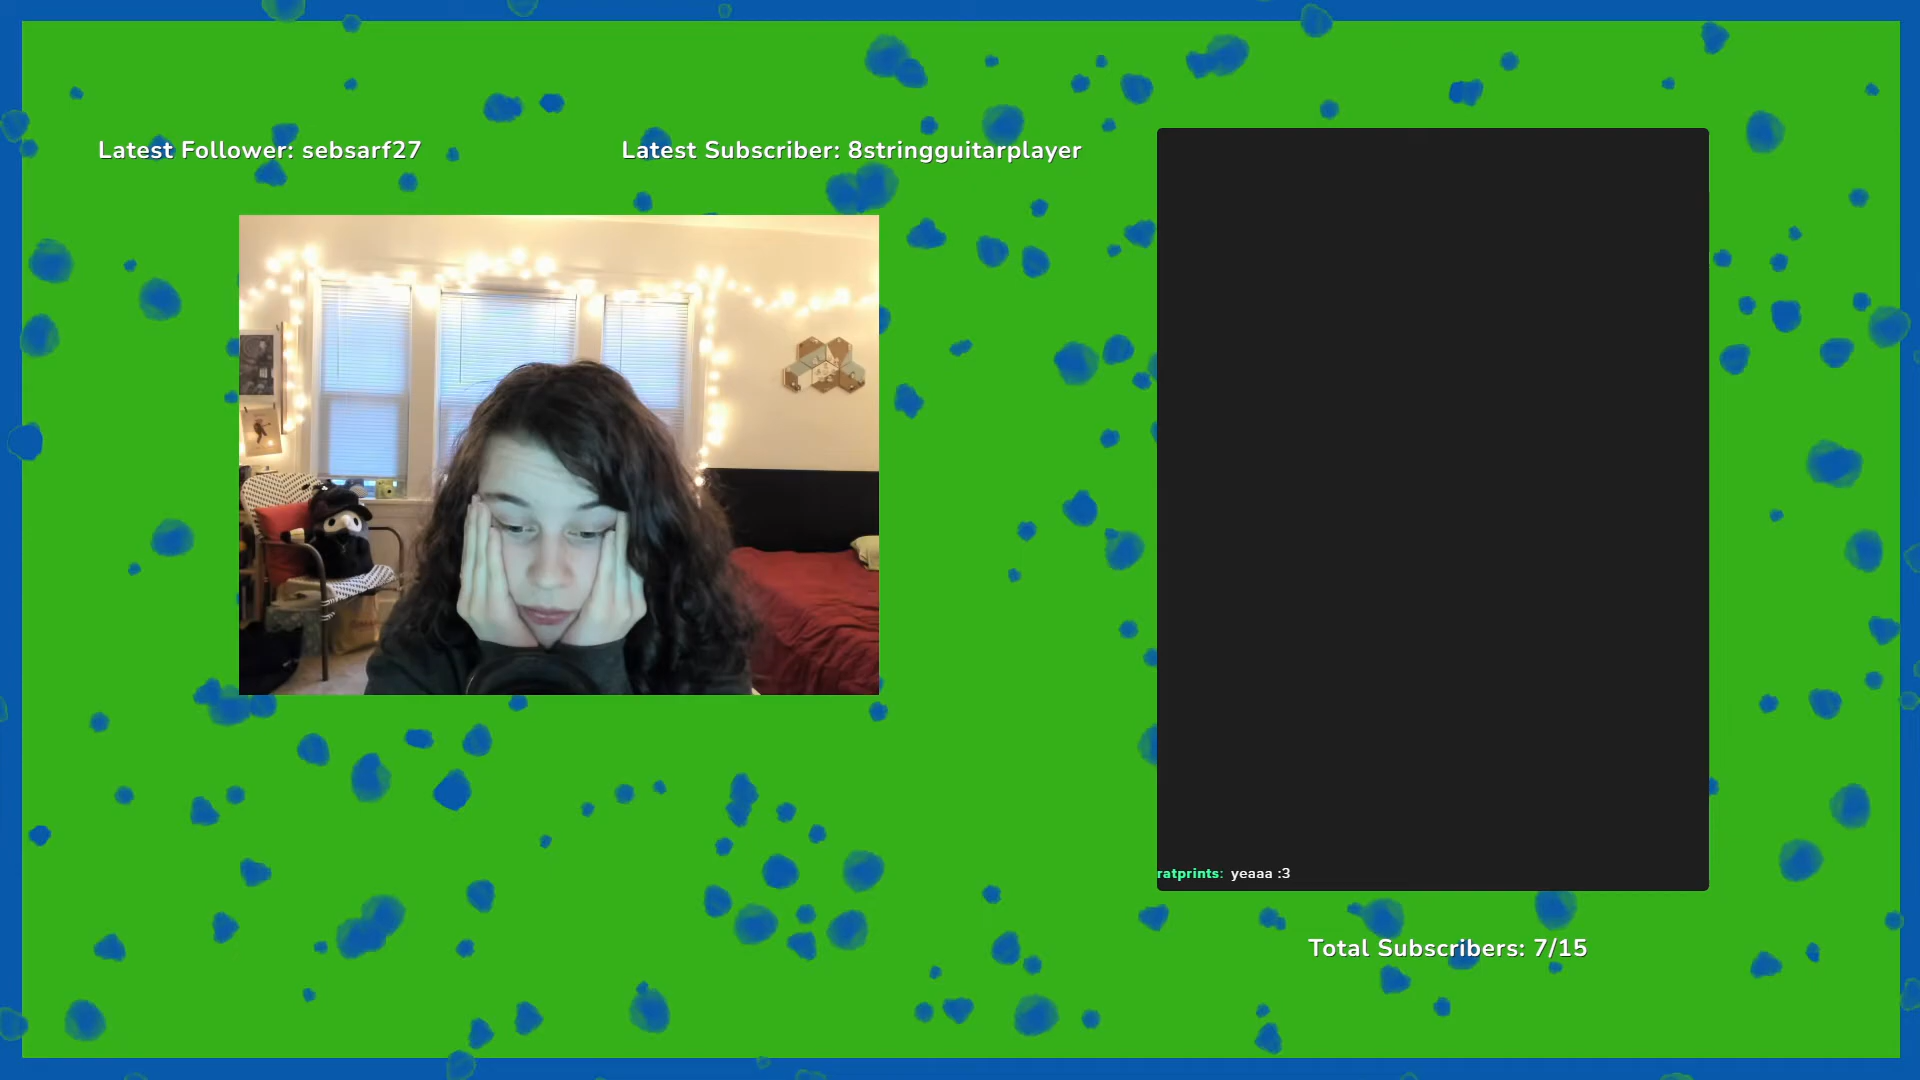 Latest Follower: sebsarf27
Latest Subscriber: 8stringguitarplayer
ratprints: yeaaa :3
Total Subscribers: 7/15